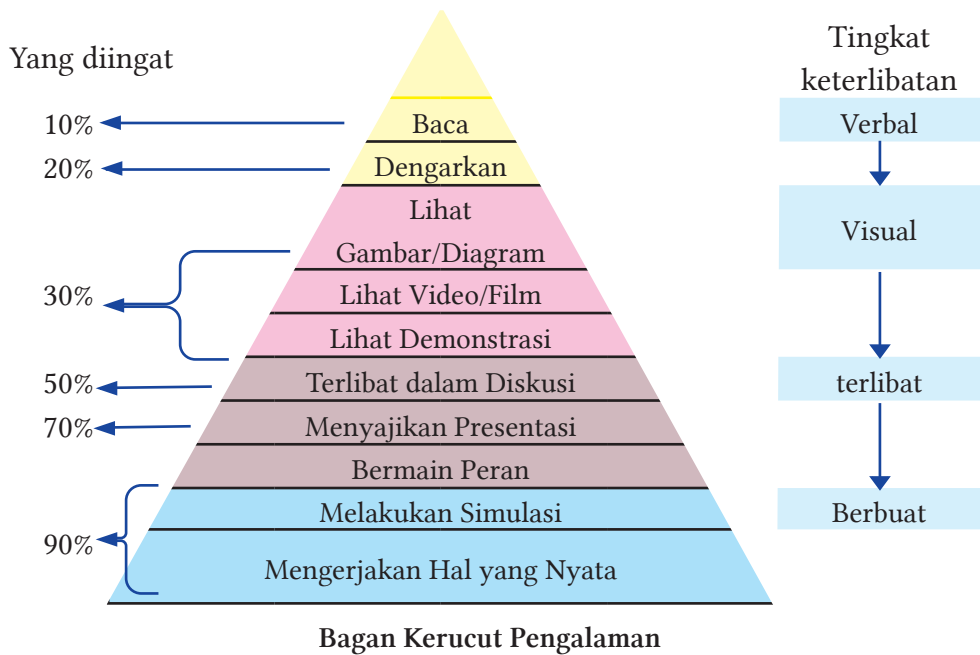 Yang diingat
10%
20%
30%
50%
70%
90%
Baca
Dengarkan
Lihat
Gambar/Diagram
Lihat Video/Film
Lihat Demonstrasi
Terlibat dalam Diskusi
Menyajikan Presentasi
Bermain Peran
Melakukan Simulasi
Mengerjakan Hal yang Nyata
Tingkat
keterlibatan
Verbal
Visual
terlibat
Berbuat
Bagan Kerucut Pengalaman